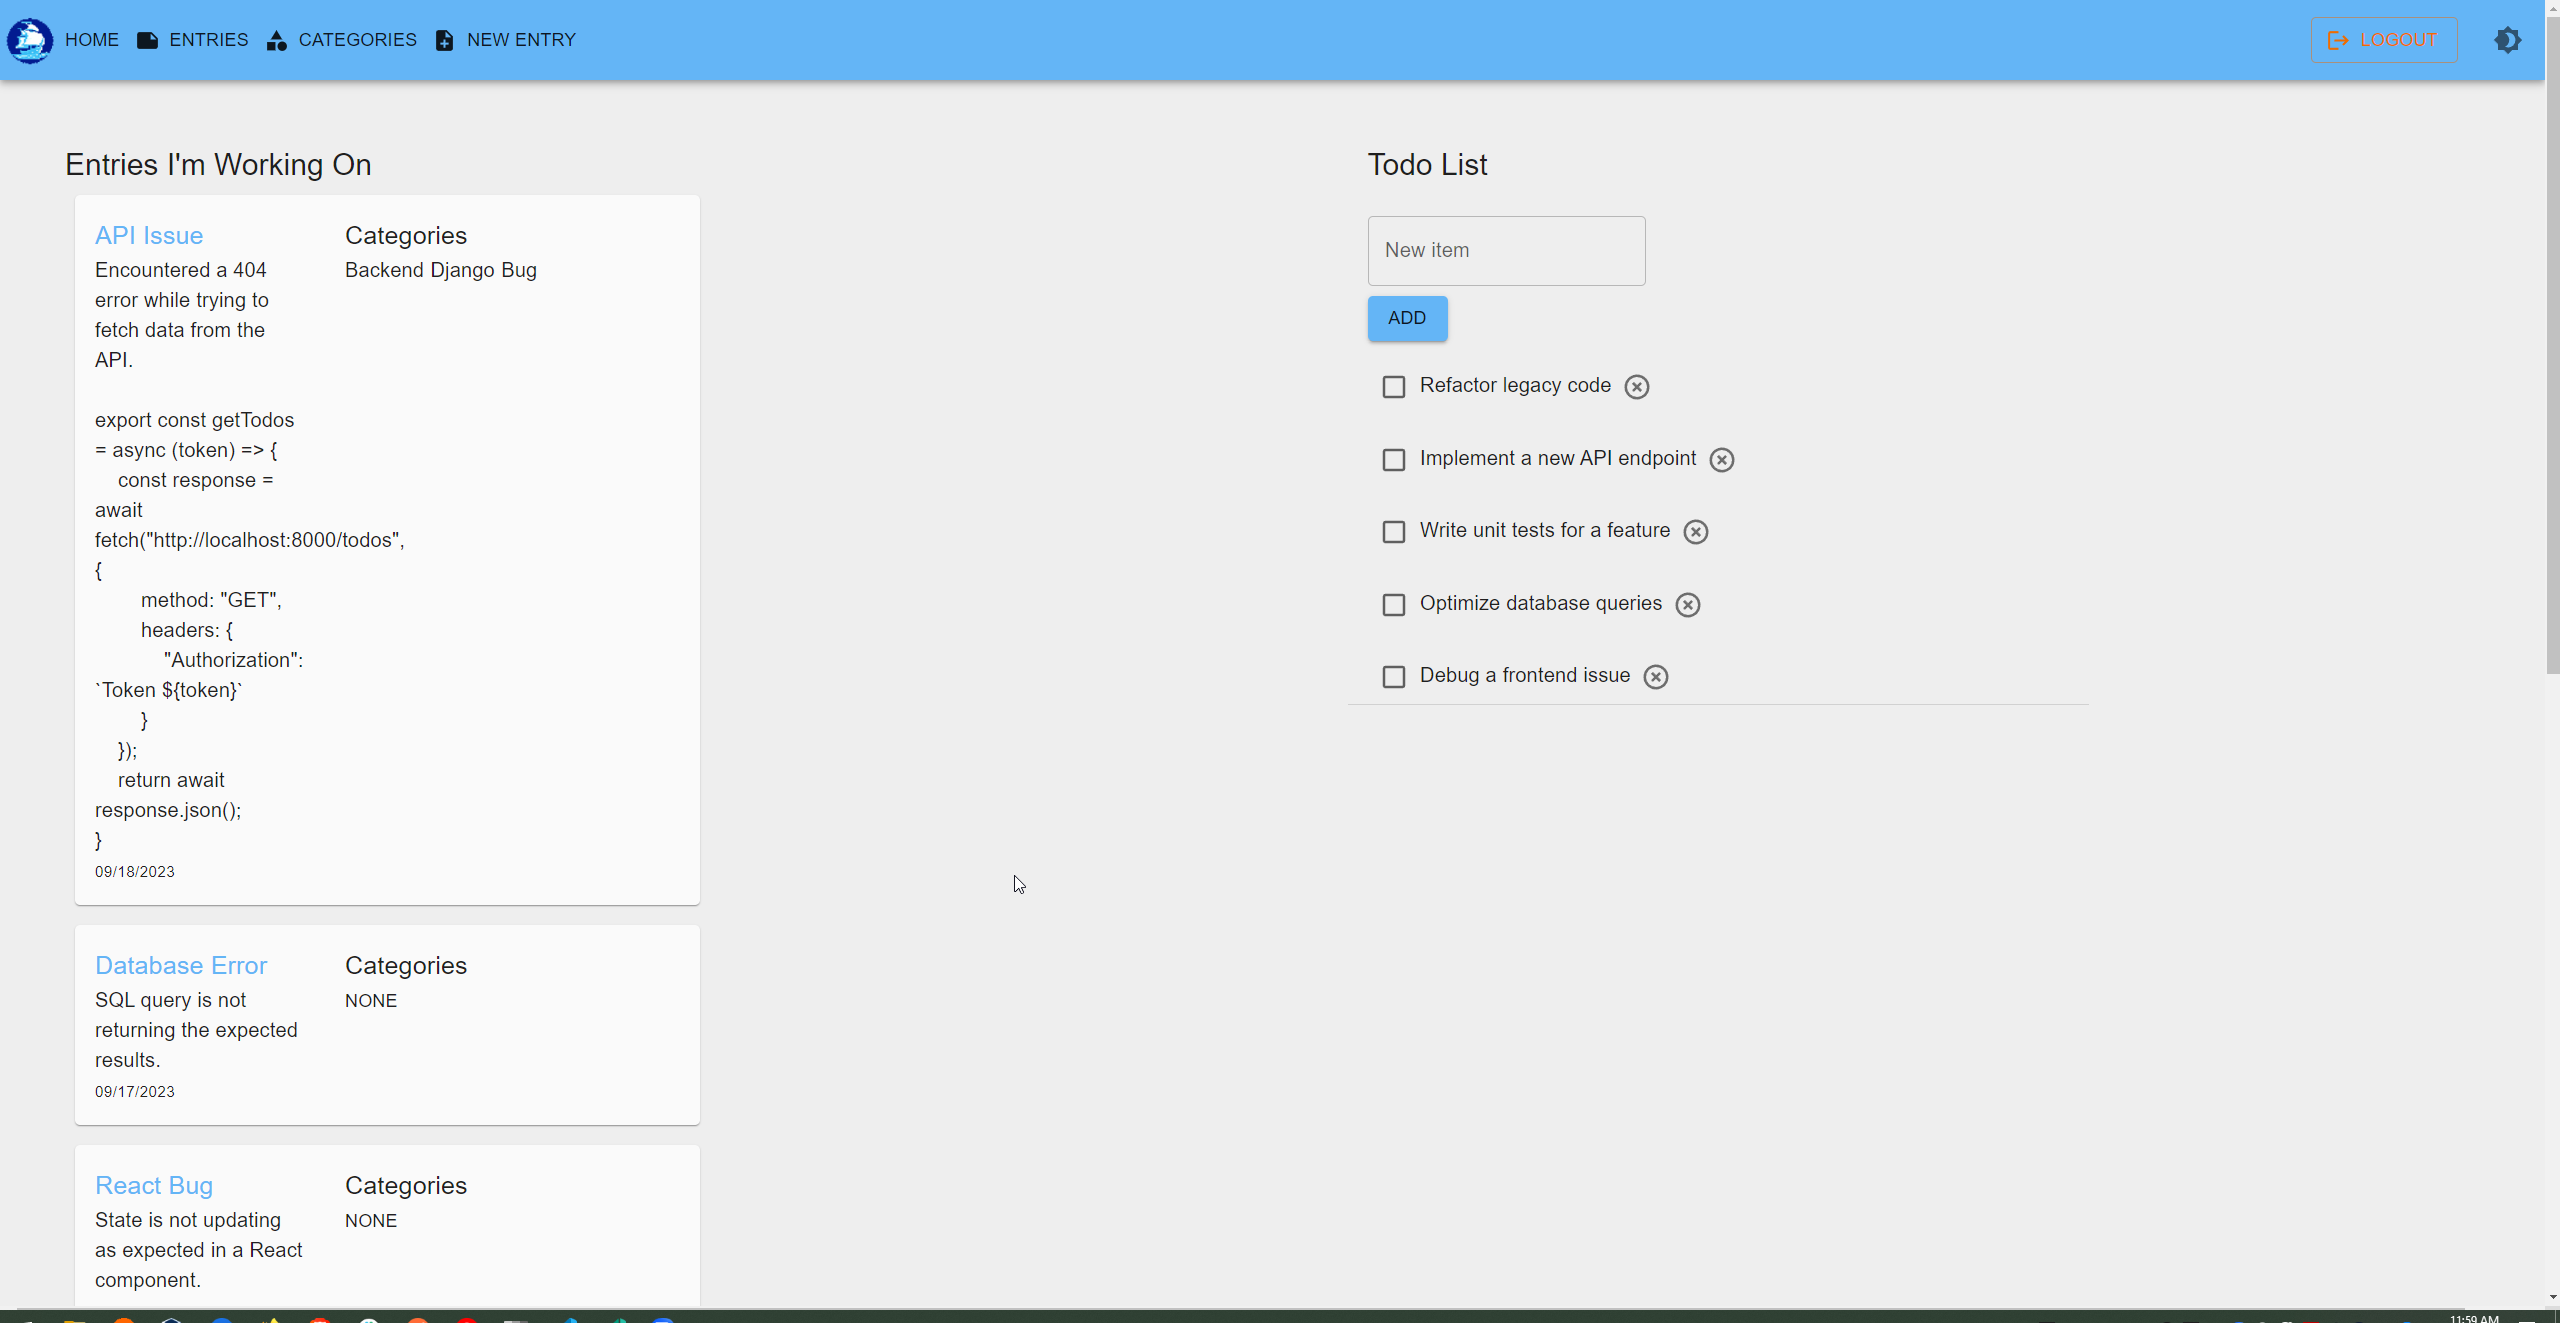 HOME ENTRIES CATEGORIES NEW ENTRY LOGOUT
Entries I'm Working On
API Issue
Encountered a 404
error while trying to
fetch data from the
API.
export const getTodos
= async (token) => {
const response =
await
fetch("http://localhost:8000/todos",
{
method: "GET",
headers: {
"Authorization":
`Token ${token}`
}
});
return await
response.json();
}
09/18/2023
Categories
Backend Django Bug
Database Error
SQL query is not
returning the expected
results.
09/17/2023
Categories
NONE
React Bug
State is not updating
as expected in a React
component.
Categories
NONE
Todo List
New item
ADD
Refactor legacy code
Implement a new API endpoint
Write unit tests for a feature
Optimize database queries
Debug a frontend issue
11:59 AM